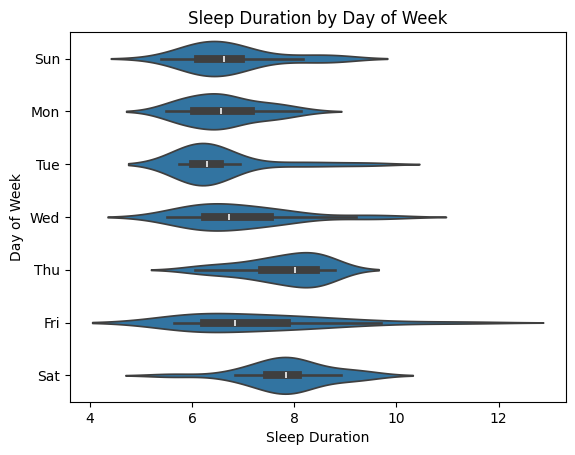 Sleep Duration by Day of Week
Day of Week
Sun
Mon
Tue
Wed
Thu
Fri
Sat
4 6 8 10 12
Sleep Duration